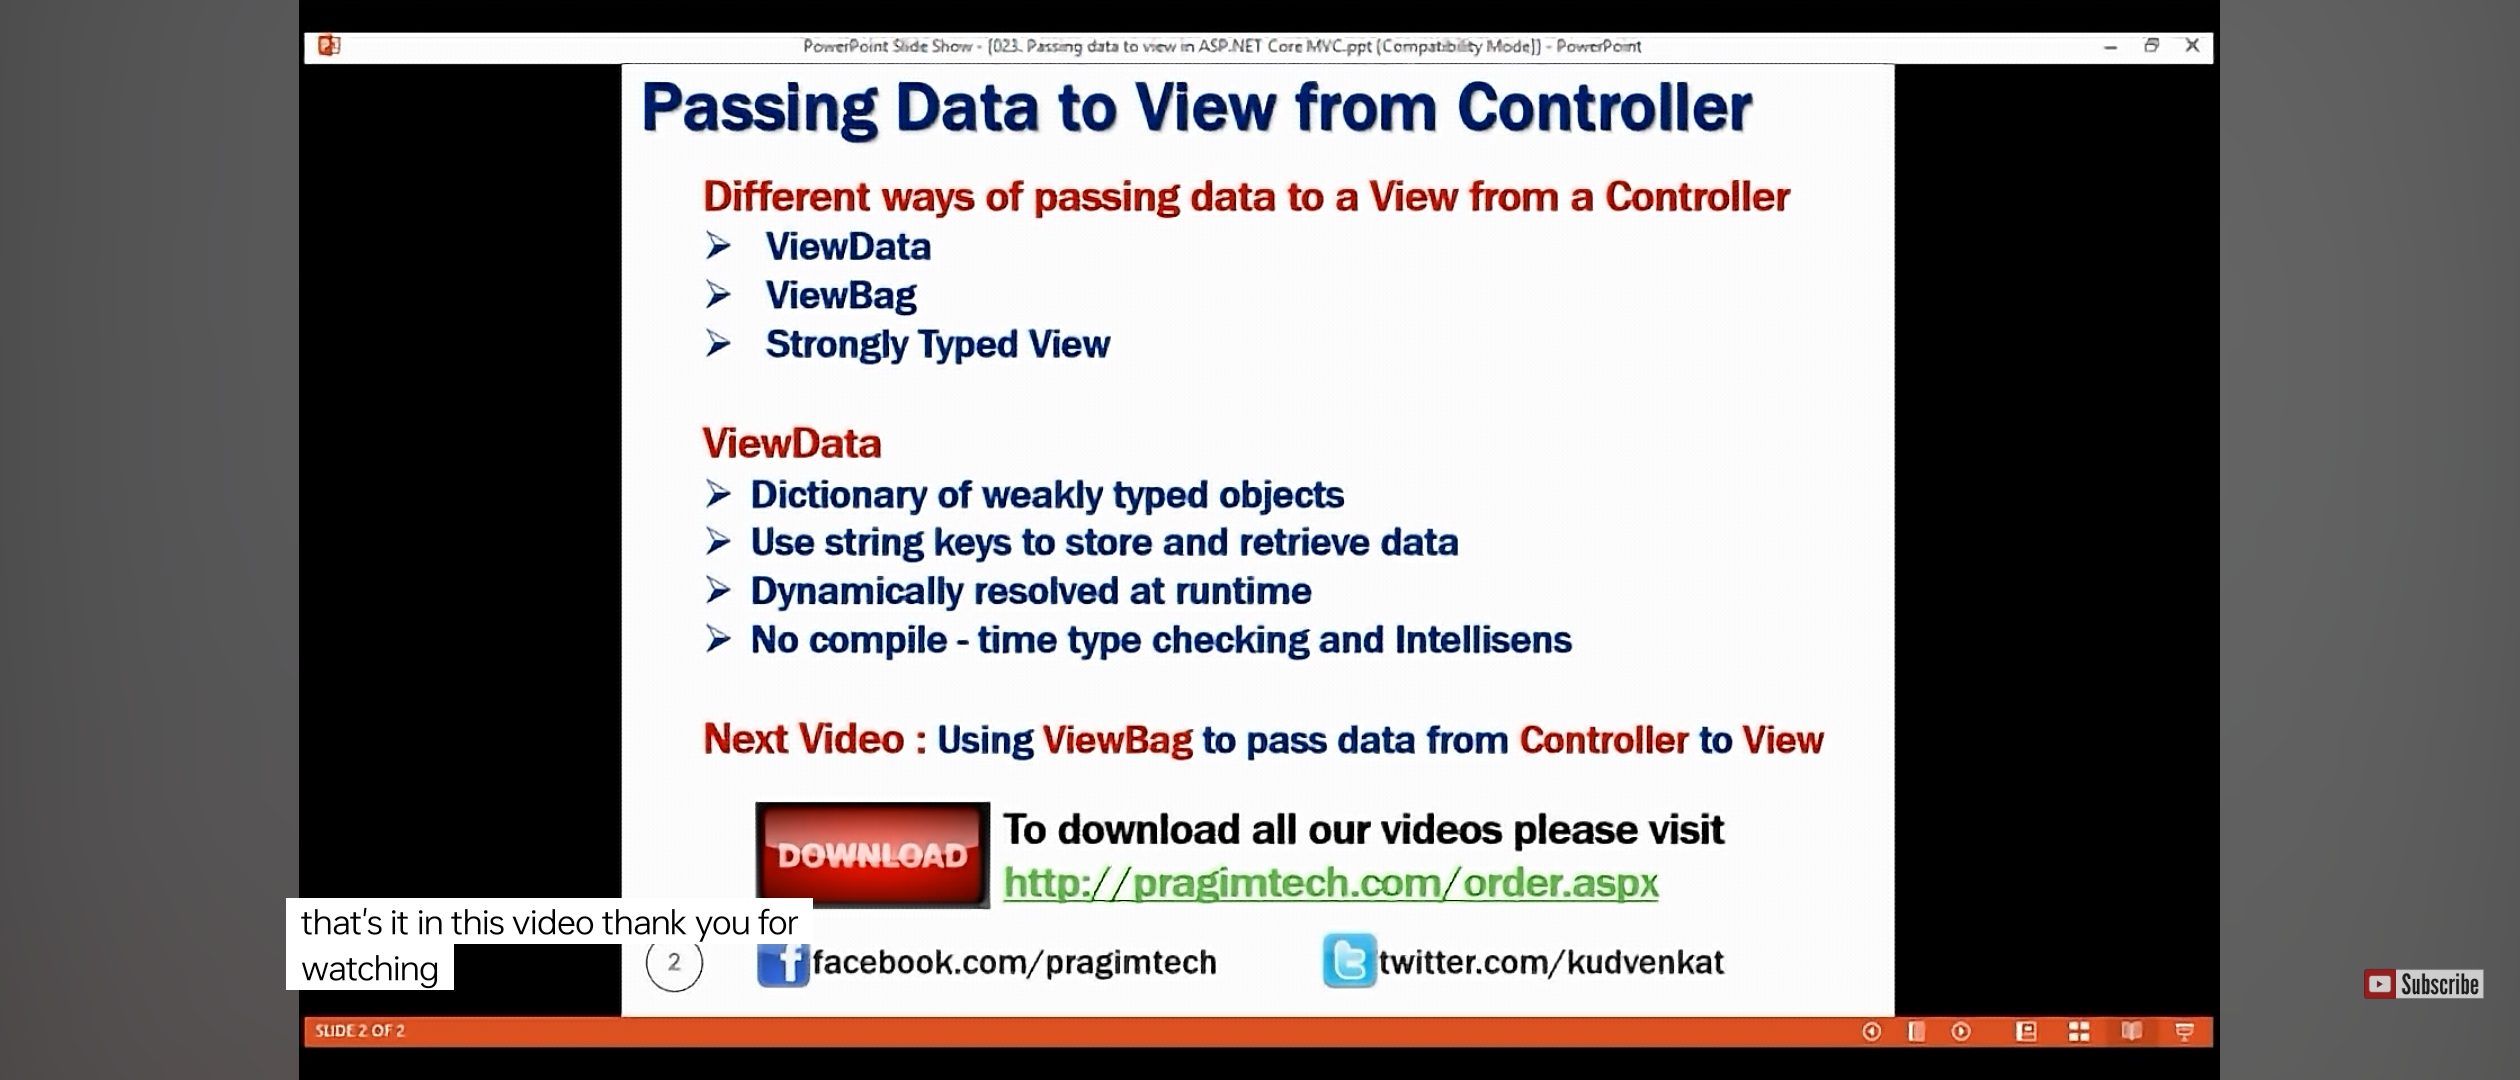 PowerPoint Slide Show - [023. Passing data to view in ASP.NET Core MVC.ppt [Compatibility Mode]] - PowerPoint
Passing Data to View from Controller
Different ways of passing data to a View from a Controller
ViewData
ViewBag
Strongly Typed View
ViewData
Dictionary of weakly typed objects
Use string keys to store and retrieve data
Dynamically resolved at runtime
No compile - time type checking and Intellisens
Next Video : Using ViewBag to pass data from Controller to View
DOWNLOAD
To download all our videos please visit
http://pragimtech.com/order.aspx
that's it in this video thank you for
watching
2
facebook.com/pragimtech
twitter.com/kudvenkat
Subscribe
SLIDE 2 OF 2